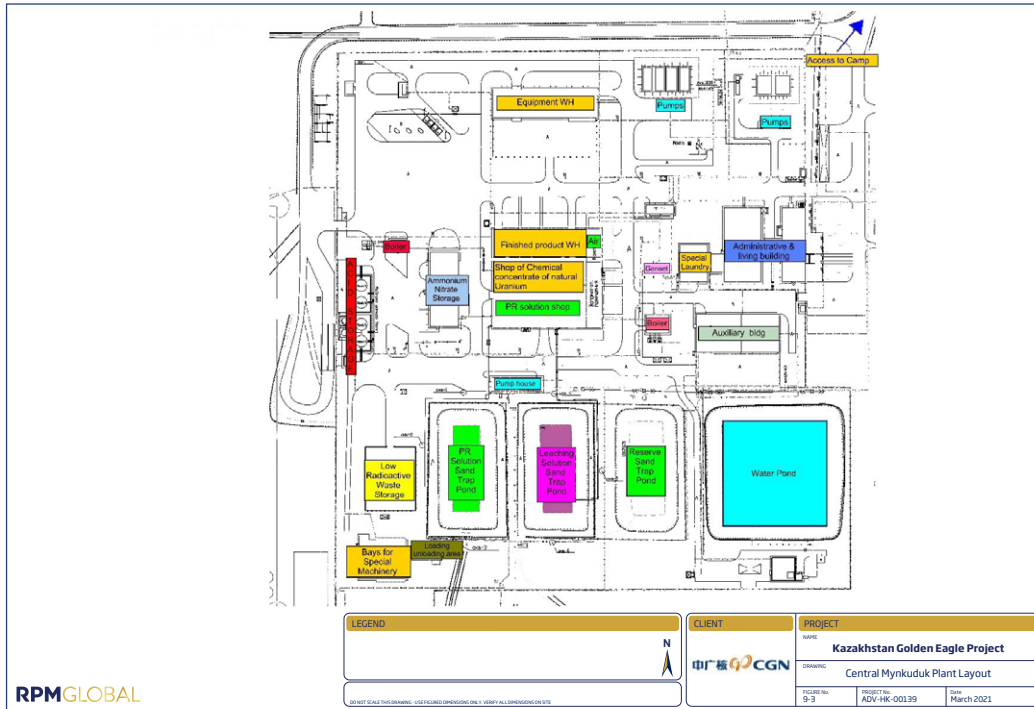 Access to Camp
Equipment WH
Pumps
Pumps
Finished product WH
Air
Boiler
Shop of Chemical
concentrate of natural
Uranium
Special
Laundry
Administrative &
living building
Genset
Ammonium
Nitrate
Storage
PR solution shop
Boiler
Auxiliary bldg
Pump house
PR
Solution
Sand
Trap
Pond
Leaching
Solution
Sand
Trap
Pond
Reserve
Sand
Trap
Pond
Water Pond
Low
Radioactive
Waste
Storage
Bays for
Special
Machinery
Loading
unloading area
LEGEND
N
DO NOT SCALE THIS DRAWING - USE FIGURED DIMENSIONS ONLY. VERIFY ALL DIMENSIONS ON SITE
CLIENT
中广核 CGN
PROJECT
NAME
Kazakhstan Golden Eagle Project
DRAWING
Central Mynkuduk Plant Layout
FIGURE No.
9-3
PROJECT No.
ADV-HK-00139
Date
March 2021
RPMGLOBAL